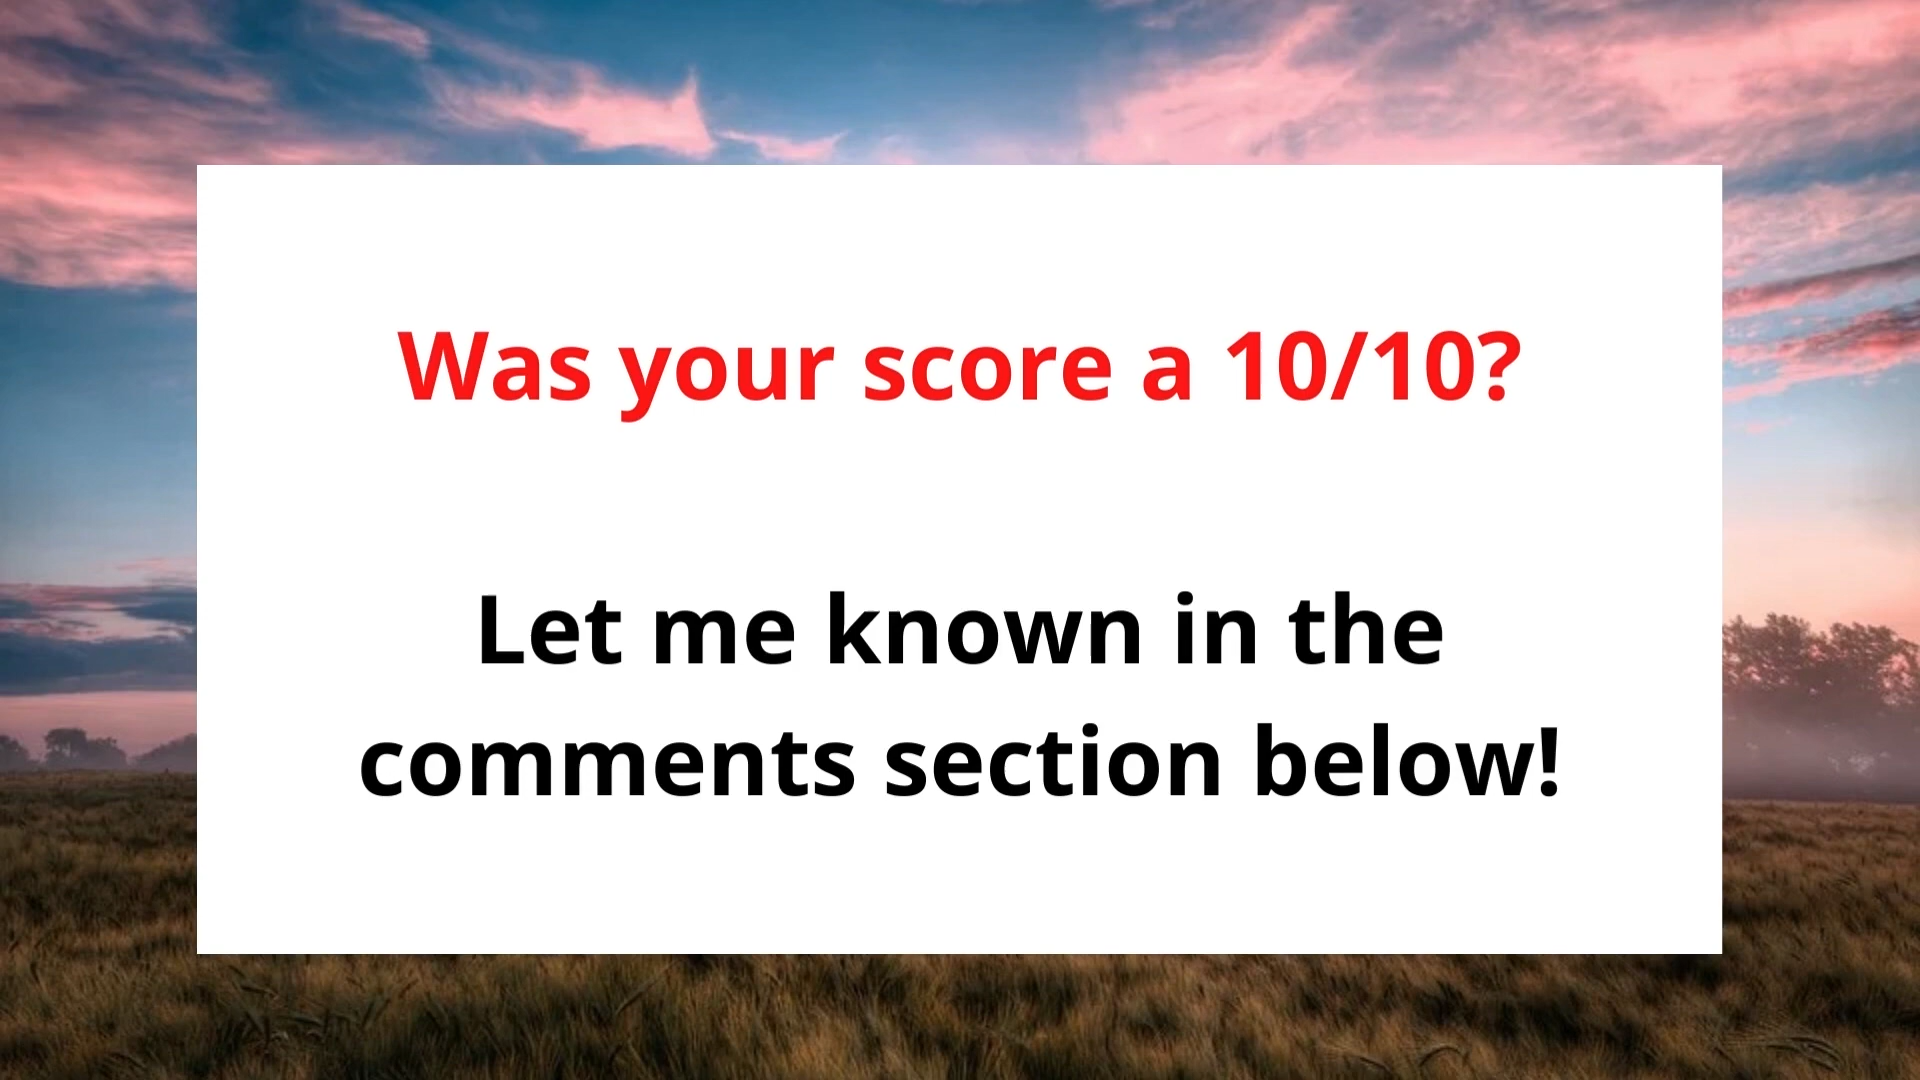 Was your score a 10/10?
Let me known in the
comments section below!